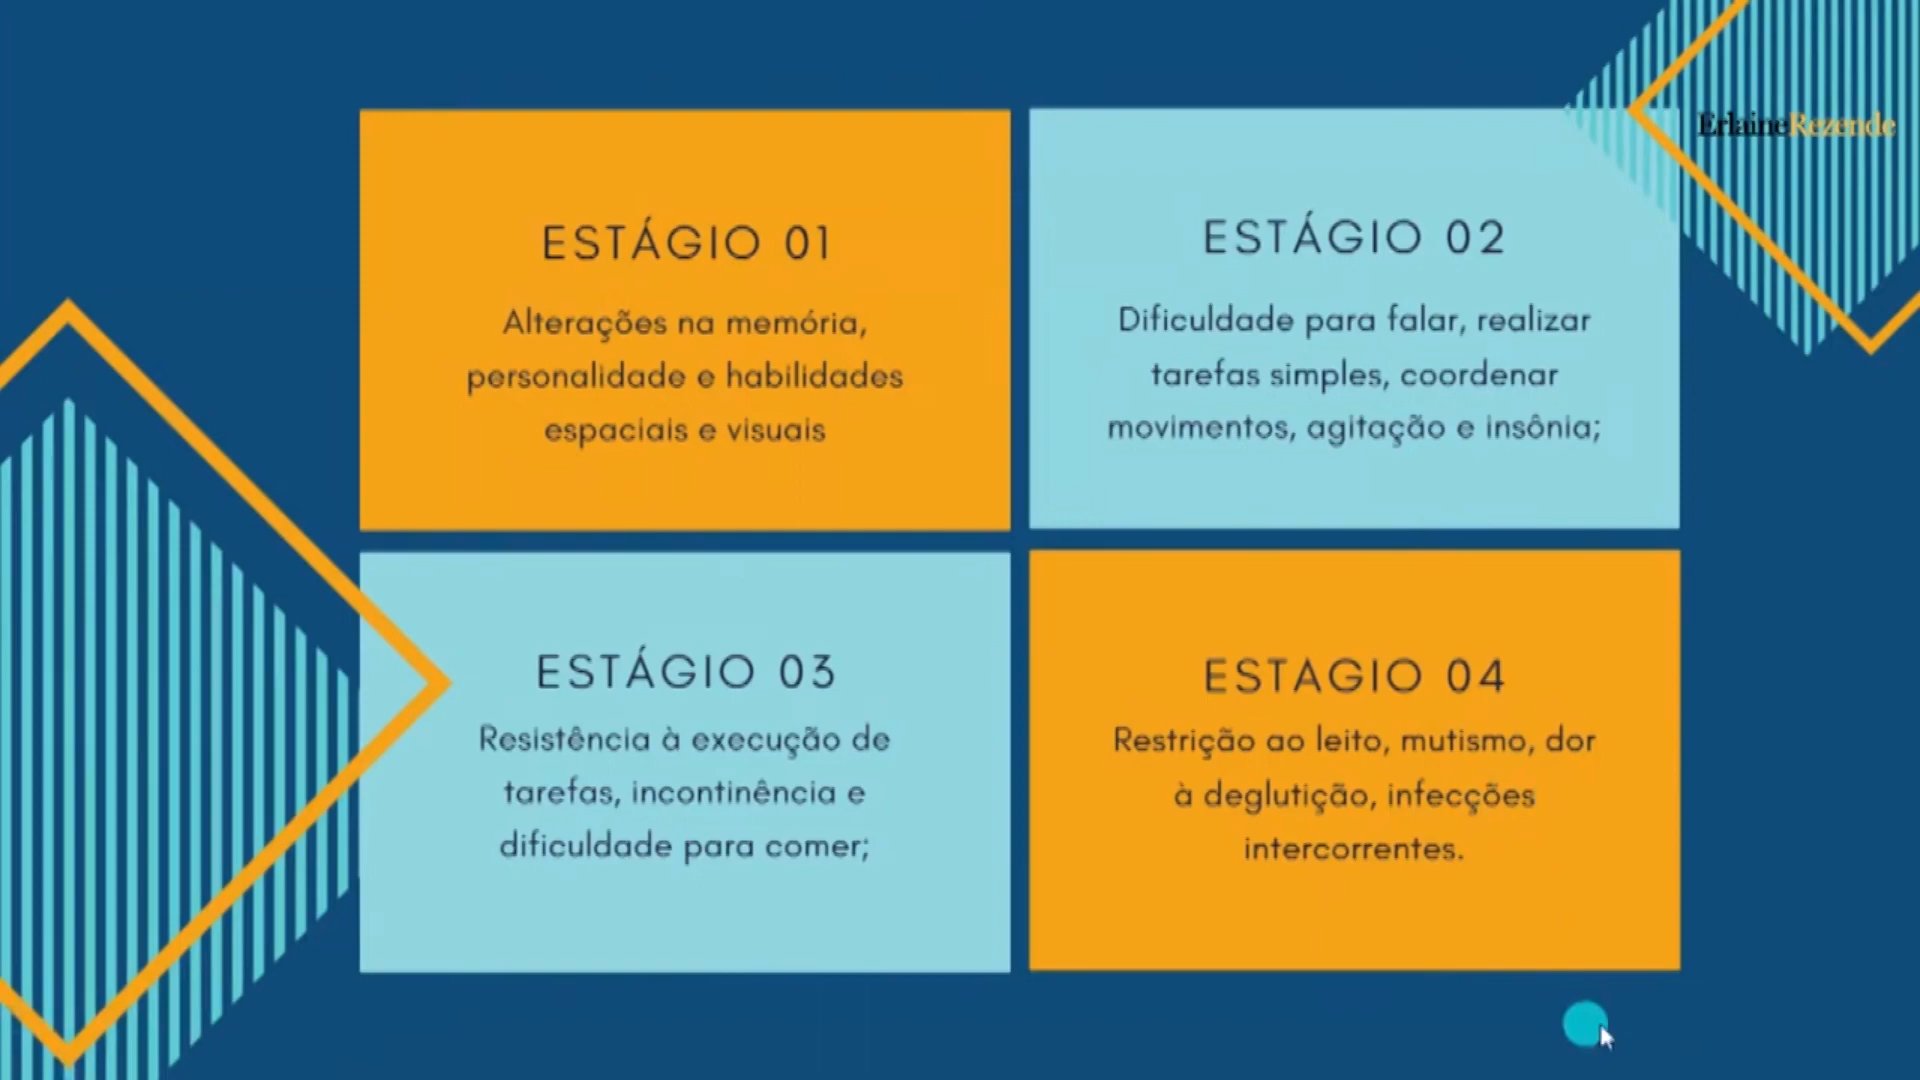 ErlaineRezende
ESTÁGIO 01
Alterações na memória,
personalidade e habilidades
espaciais e visuais
ESTÁGIO 02
Dificuldade para falar, realizar
tarefas simples, coordenar
movimentos, agitação e insônia;
ESTÁGIO 03
Resistência à execução de
tarefas, incontinência e
dificuldade para comer;
ESTAGIO 04
Restrição ao leito, mutismo, dor
à deglutição, infecções
intercorrentes.